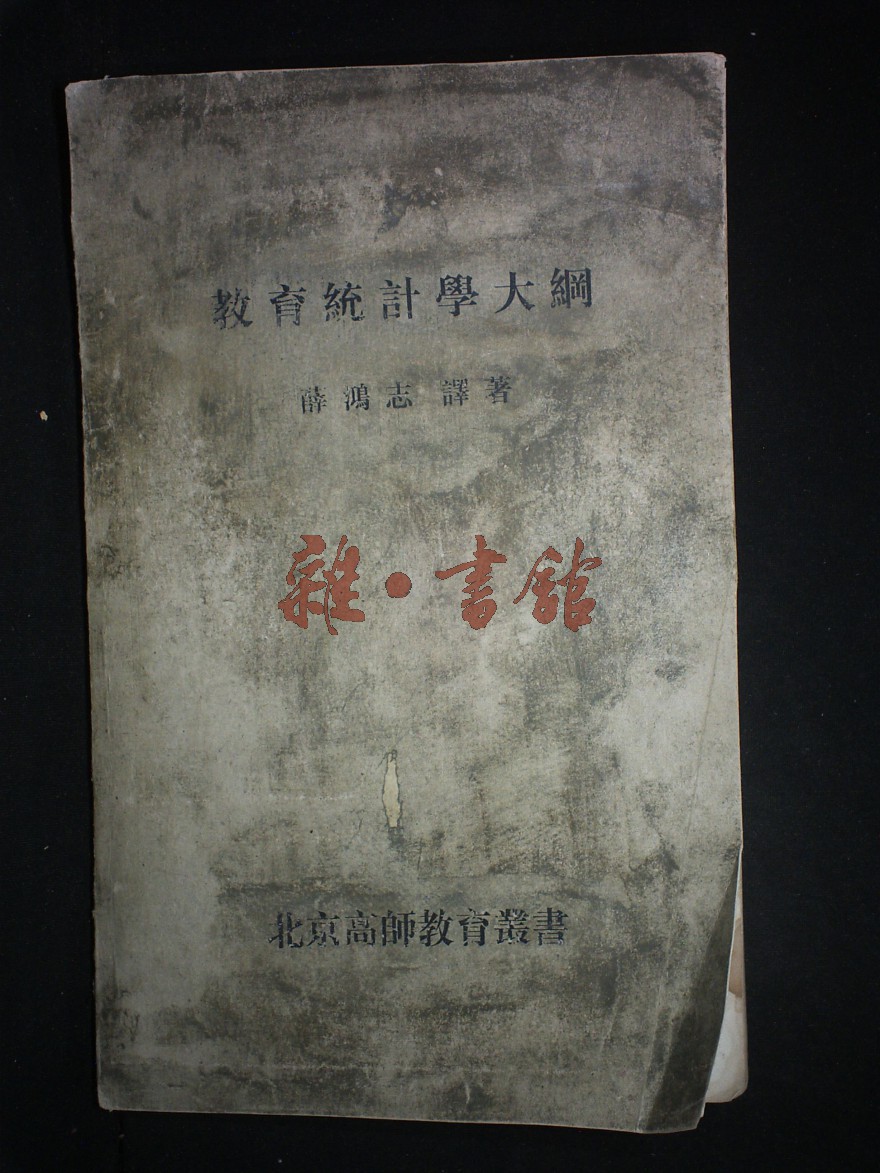 教育統計學大綱
薛鴻志 譯著
雜·書館
北京高師教育叢書